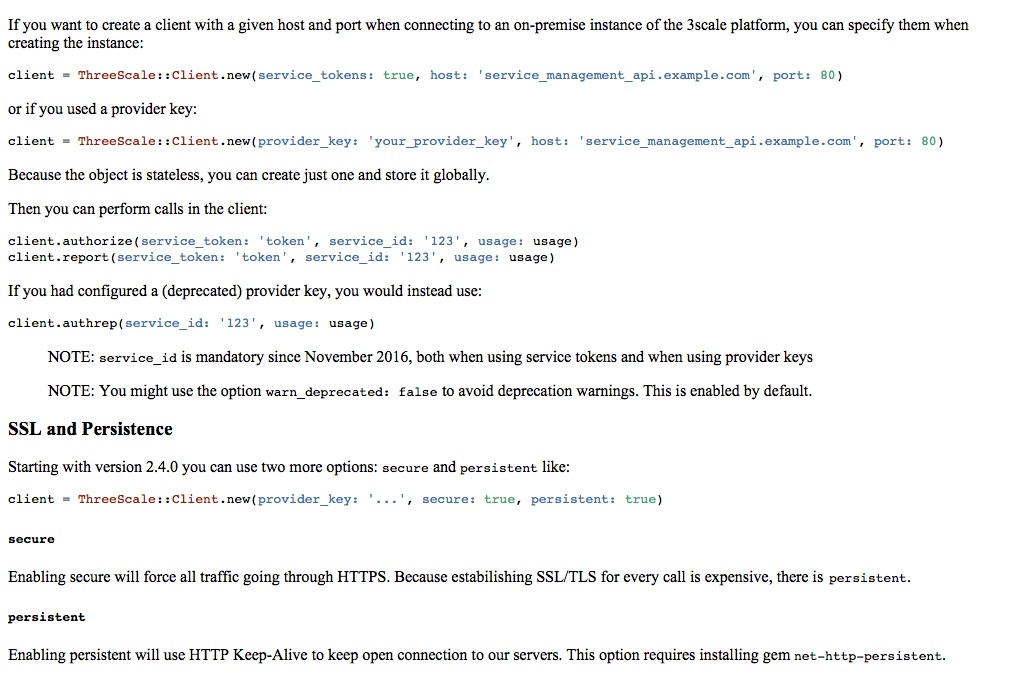 If you want to create a client with a given host and port when connecting to an on-premise instance of the 3scale platform, you can specify them when
creating the instance:
client = ThreeScale::Client.new(service_tokens: true, host: 'service_management_api.example.com', port: 80)
or if you used a provider key:
client = ThreeScale::Client.new(provider_key: 'your_provider_key', host: 'service_management_api.example.com', port: 80)
Because the object is stateless, you can create just one and store it globally.
Then you can perform calls in the client:
client.authorize(service_token: 'token', service_id: '123', usage: usage)
client.report(service_token: 'token', service_id: '123', usage: usage)
If you had configured a (deprecated) provider key, you would instead use:
client.authrep(service_id: '123', usage: usage)
NOTE: service_id is mandatory since November 2016, both when using service tokens and when using provider keys
NOTE: You might use the option warn_deprecated: false to avoid deprecation warnings. This is enabled by default.
SSL and Persistence
Starting with version 2.4.0 you can use two more options: secure and persistent like:
client = ThreeScale::Client.new(provider_key: '...', secure: true, persistent: true)
secure
Enabling secure will force all traffic going through HTTPS. Because estabilishing SSL/TLS for every call is expensive, there is persistent.
persistent
Enabling persistent will use HTTP Keep-Alive to keep open connection to our servers. This option requires installing gem net-http-persistent.